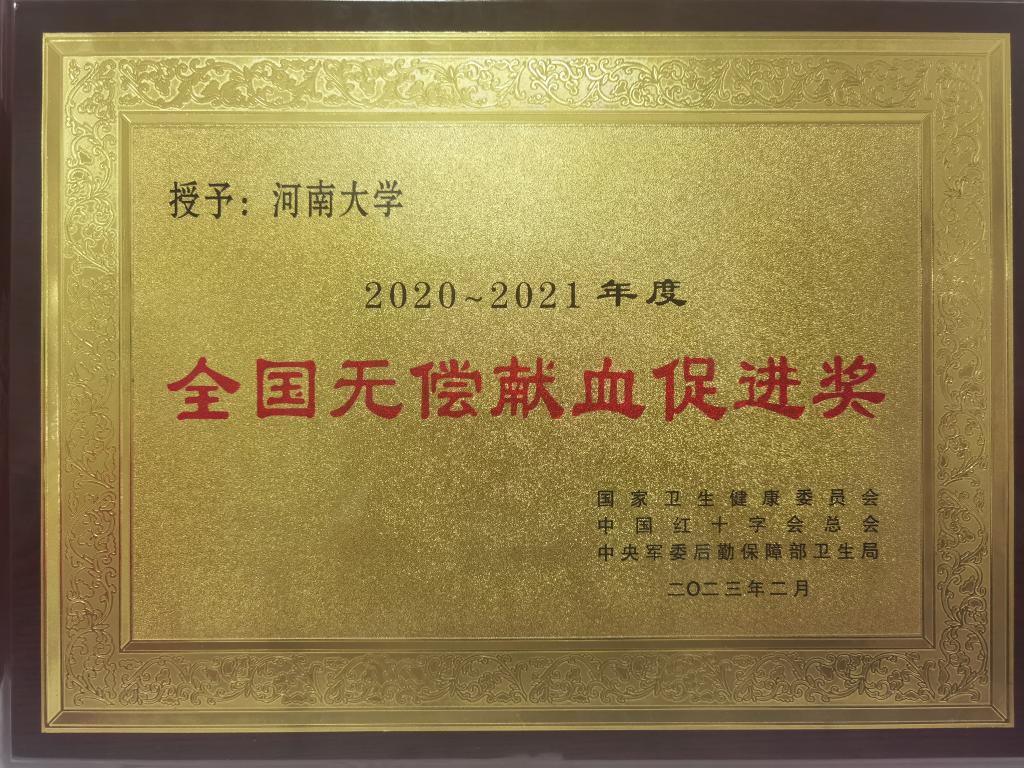 授予：河南大学
2020~2021年度
全国无偿献血促进奖
国家卫生健康委员会
中国红十字会总会
中央军委后勤保障部卫生局
二〇二三年二月